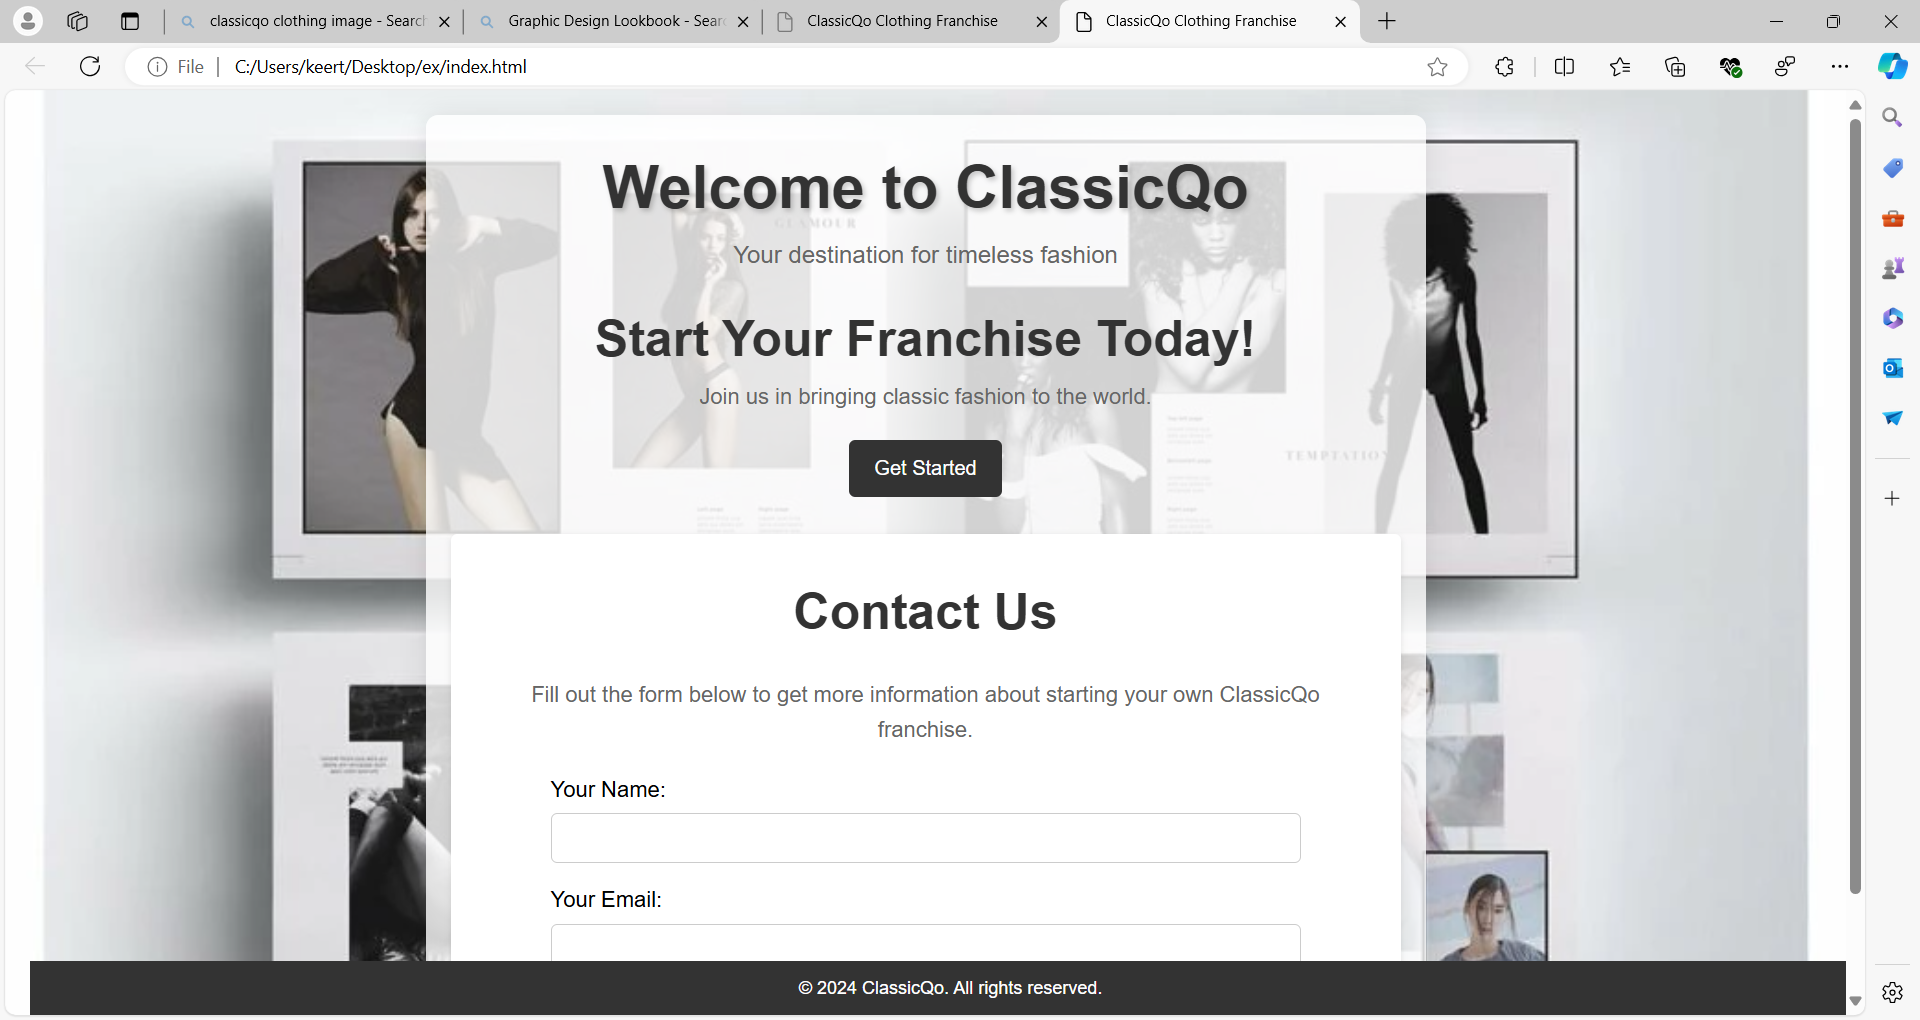 classicqo clothing image - Search
Graphic Design Lookbook - Sear
ClassicQo Clothing Franchise
ClassicQo Clothing Franchise
File
C:/Users/keert/Desktop/ex/index.html
Welcome to ClassicQo
GLAMOUR
Your destination for timeless fashion
Start Your Franchise Today!
Join us in bringing classic fashion to the world.
TEMPTATION
Get Started
Contact Us
Fill out the form below to get more information about starting your own ClassicQo
franchise.
Your Name:
Your Email:
© 2024 ClassicQo. All rights reserved.